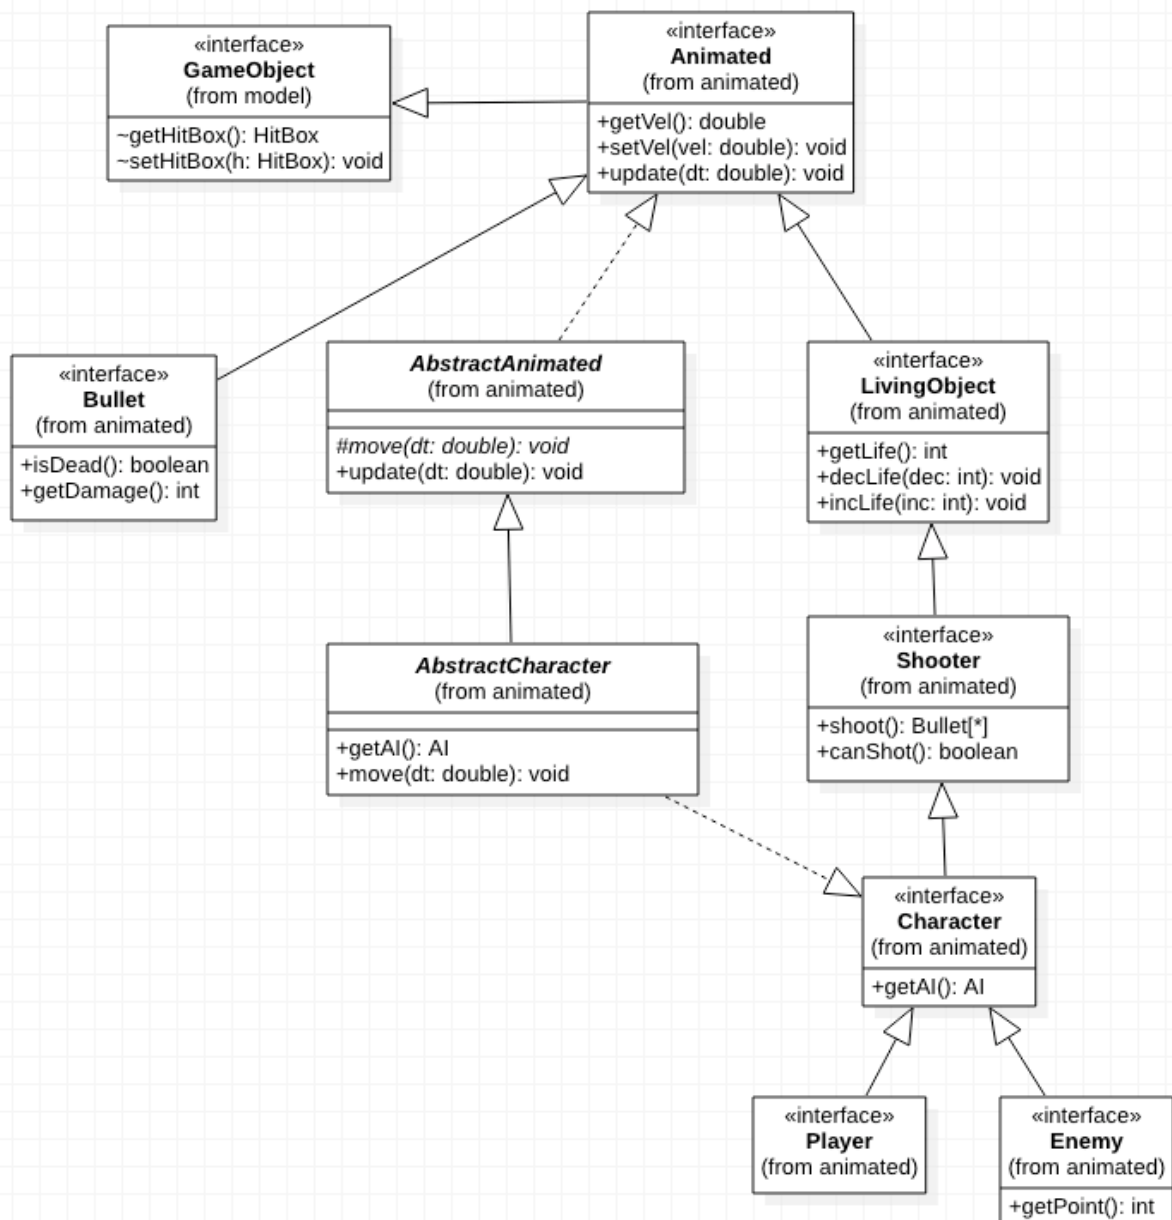 «interface»
GameObject
(from model)
~getHitBox(): HitBox
~setHitBox(h: HitBox): void
«interface»
Animated
(from animated)
+getVel(): double
+setVel(vel: double): void
+update(dt: double): void
«interface»
Bullet
(from animated)
+isDead(): boolean
+getDamage(): int
AbstractAnimated
(from animated)
#move(dt: double): void
+update(dt: double): void
«interface»
LivingObject
(from animated)
+getLife(): int
+decLife(dec: int): void
+incLife(inc: int): void
AbstractCharacter
(from animated)
+getAI(): AI
+move(dt: double): void
«interface»
Shooter
(from animated)
+shoot(): Bullet[*]
+canShot(): boolean
«interface»
Character
(from animated)
+getAI(): AI
«interface»
Player
(from animated)
«interface»
Enemy
(from animated)
+getPoint(): int